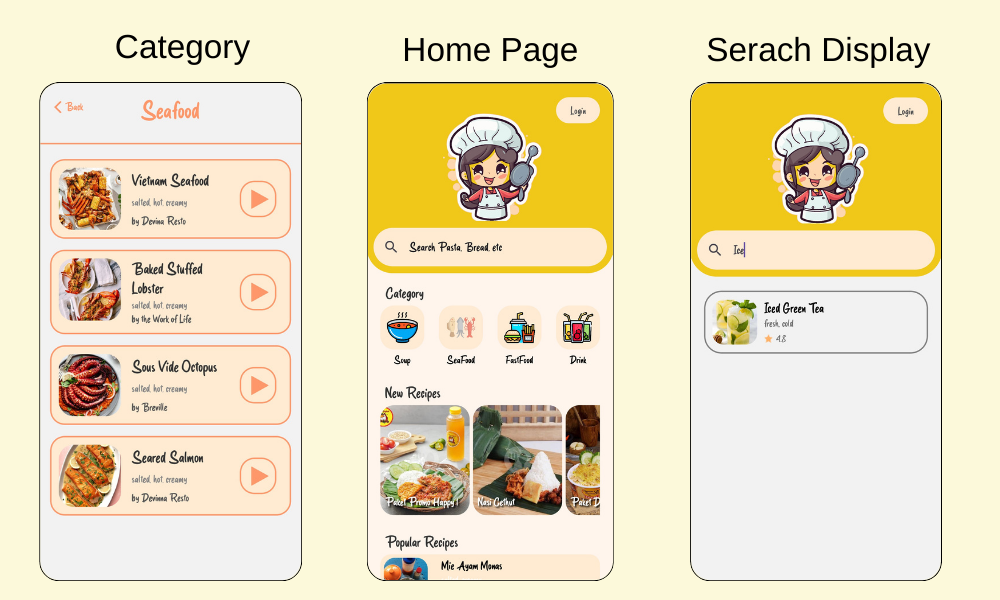 Category
Home Page
Serach Display
Back
Seafood
Vietnam Seafood
salted, hot, creamy
by Devina Resto
Baked Stuffed
Lobster
salted, hot, creamy
by the Work of Life
Sous Vide Octopus
salted, hot, creamy
by Breville
Seared Salmon
salted, hot, creamy
by Devinna Resto
Login
Search Pasta, Bread, etc
Category
Soup
SeaFood
FastFood
Drink
New Recipes
Paket Promo Happy 1
Nasi Gethuk
Paket D
Popular Recipes
Mie Ayam Monas
Login
Ice
Iced Green Tea
fresh, cold
4,8